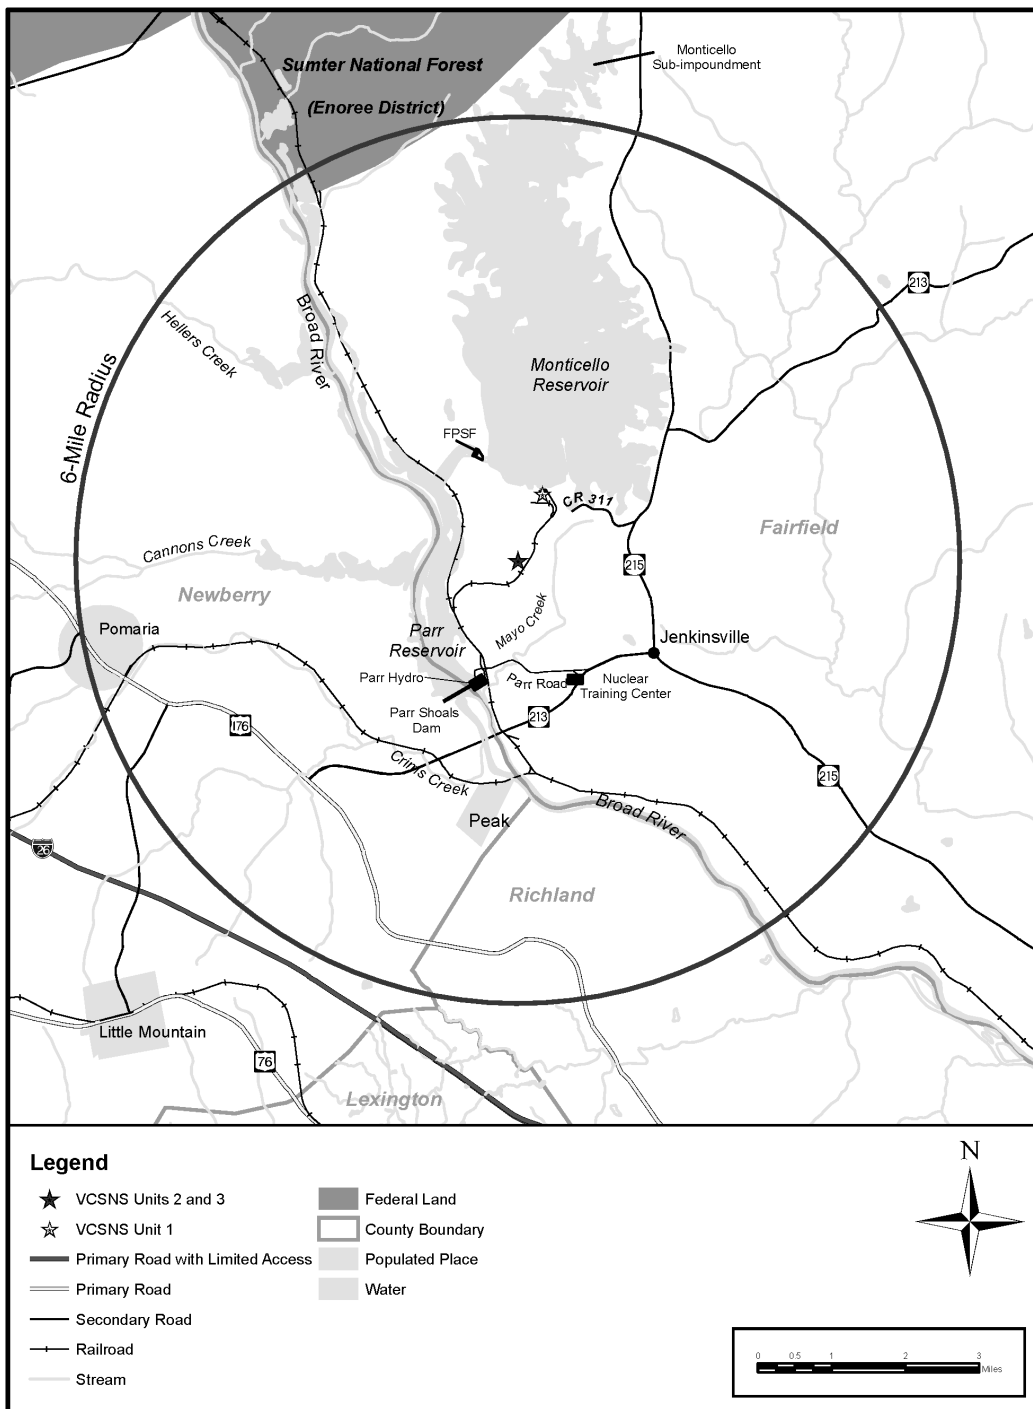 Sumter National Forest
(Enoree District)
Monticello
Sub-impoundment
213
Broad River
Hellers Creek
6-Mile Radius
Monticello
Reservoir
FPSF
CR 311
Fairfield
Cannons Creek
215
Newberry
Mayo Creek
Pomaria
Parr
Reservoir
Jenkinsville
Parr Hydro
Parr Road
Nuclear
Training Center
Parr Shoals
Dam
213
176
Crims Creek
215
Broad River
Peak
26
Richland
Little Mountain
76
Lexington
Legend
VCSNS Units 2 and 3
VCSNS Unit 1
Primary Road with Limited Access
Primary Road
Secondary Road
Railroad
Stream
Federal Land
County Boundary
Populated Place
Water
N
0 0.5 1 2 3
Miles